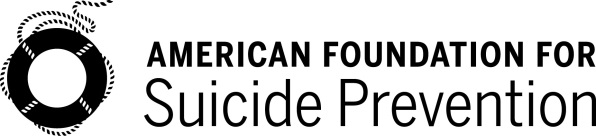 AMERICAN FOUNDATION FOR
Suicide Prevention